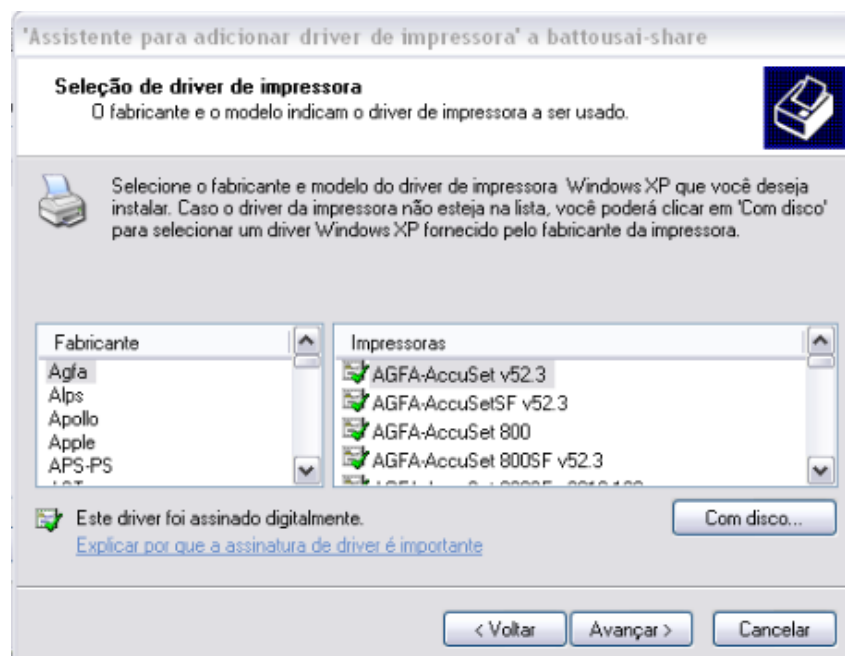 'Assistente para adicionar driver de impressora' a battousai-share
Seleção de driver de impressora
O fabricante e o modelo indicam o driver de impressora a ser usado.
Selecione o fabricante e modelo do driver de impressora Windows XP que você deseja
instalar. Caso o driver da impressora não esteja na lista, você poderá clicar em 'Com disco'
para selecionar um driver Windows XP fornecido pelo fabricante da impressora.
Fabricante
Agfa
Alps
Apollo
Apple
APS-PS
Impressoras
AGFA-AccuSet v52.3
AGFA-AccuSetSF v52.3
AGFA-AccuSet 800
AGFA-AccuSet 800SF v52.3
Este driver foi assinado digitalmente.
Explicar por que a assinatura de driver é importante
Com disco...
< Voltar
Avançar >
Cancelar